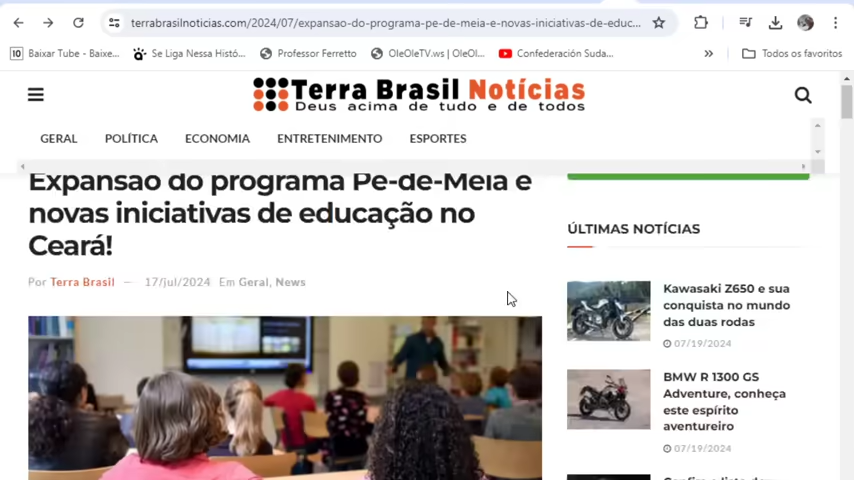 terrabrasilnoticias.com/2024/07/expansao-do-programa-pe-de-meia-e-novas-iniciativas-de-educ...
Baixar Tube - Baixe... Se Liga Nessa Histó... Professor Ferretto OleOleTV.ws | OleOl... Confederación Suda... » Todos os favoritos
Terra Brasil Notícias
Deus acima de tudo e de todos
GERAL POLÍTICA ECONOMIA ENTRETENIMENTO ESPORTES
Expansão do programa Pé-de-Meia e
novas iniciativas de educação no
Ceará!
Por Terra Brasil — 17/jul/2024 Em Geral, News
ÚLTIMAS NOTÍCIAS
Kawasaki Z650 e sua
conquista no mundo
das duas rodas
07/19/2024
BMW R 1300 GS
Adventure, conheça
este espírito
aventureiro
07/19/2024